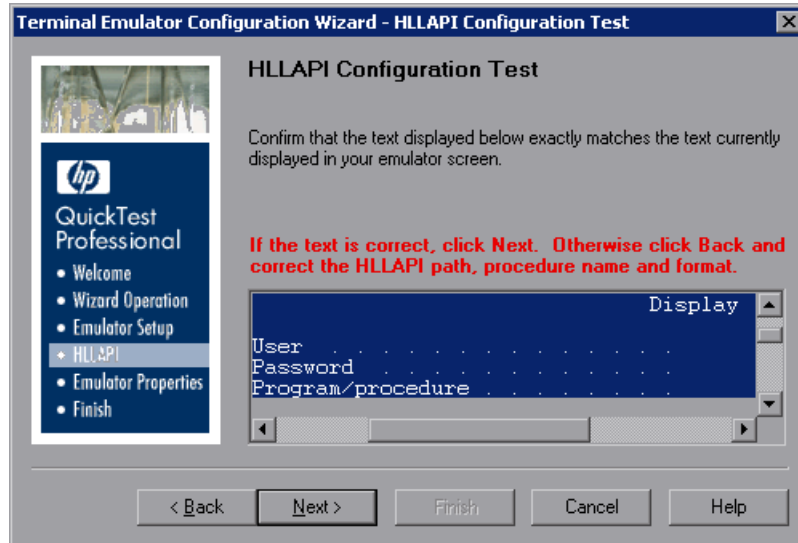 Terminal Emulator Configuration Wizard - HLLAPI Configuration Test
hp
QuickTest
Professional
• Welcome
• Wizard Operation
• Emulator Setup
• HLLAPI
• Emulator Properties
• Finish
HLLAPI Configuration Test
Confirm that the text displayed below exactly matches the text currently
displayed in your emulator screen.
If the text is correct, click Next.  Otherwise click Back and
correct the HLLAPI path, procedure name and format.
Display
User . . . . . . . . . . . . . .
Password . . . . . . . . . . . .
Program/procedure . . . . . . . .
< Back
Next >
Finish
Cancel
Help